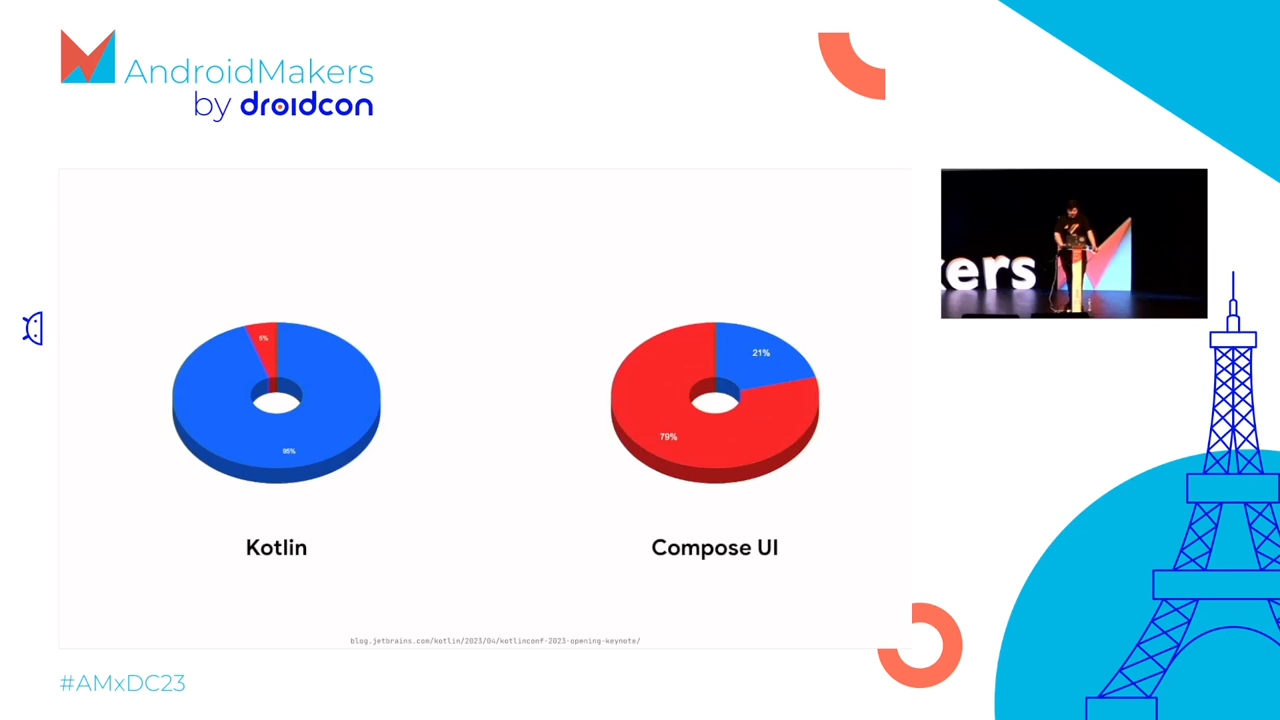 AndroidMakers
by droidcon
ers
5%
95%
21%
79%
Kotlin
Compose UI
blog.jetbrains.com/kotlin/2023/04/kotlinconf-2023-opening-keynote/
#AMxDC23